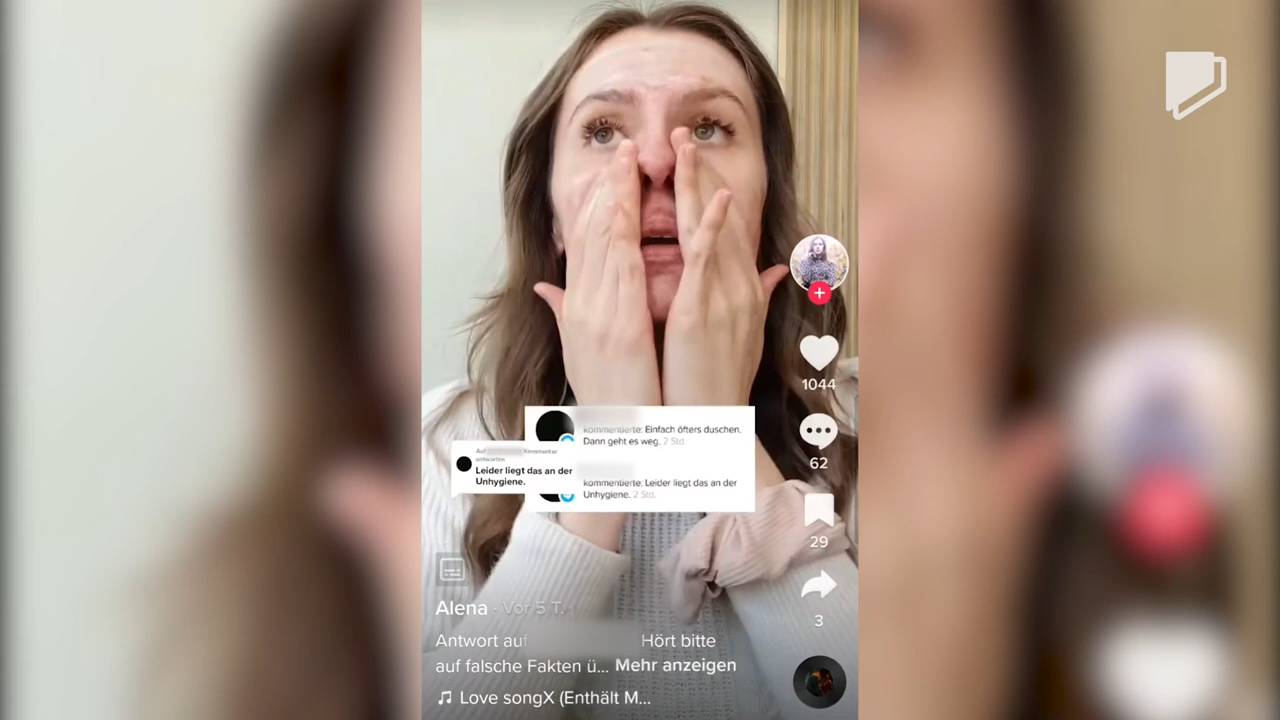 1044
kommentierte: Einfach öfters duschen.
Dann geht es weg. 2 Std.
Auf Kommentar
antworten
Leider liegt das an der
Unhygiene.
kommentierte: Leider liegt das an der
Unhygiene. 2 Std.
62
29
3
Alena · Vor 5 T.
Antwort auf Hört bitte
auf falsche Fakten ü... Mehr anzeigen
Love songX (Enthält M...